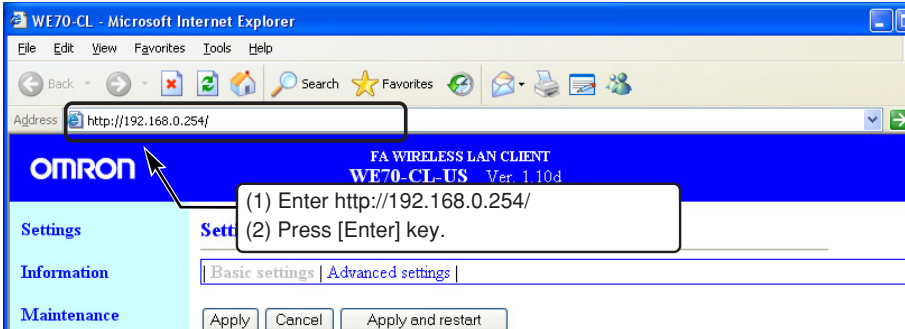 WE70-CL - Microsoft Internet Explorer
File Edit View Favorites Tools Help
Back Search Favorites
Address http://192.168.0.254/
OMRON
FA WIRELESS LAN CLIENT
WE70-CL-US Ver. 1.10d
(1) Enter http://192.168.0.254/
(2) Press [Enter] key.
Settings
Information
Maintenance
| Basic settings | Advanced settings |
Apply Cancel Apply and restart